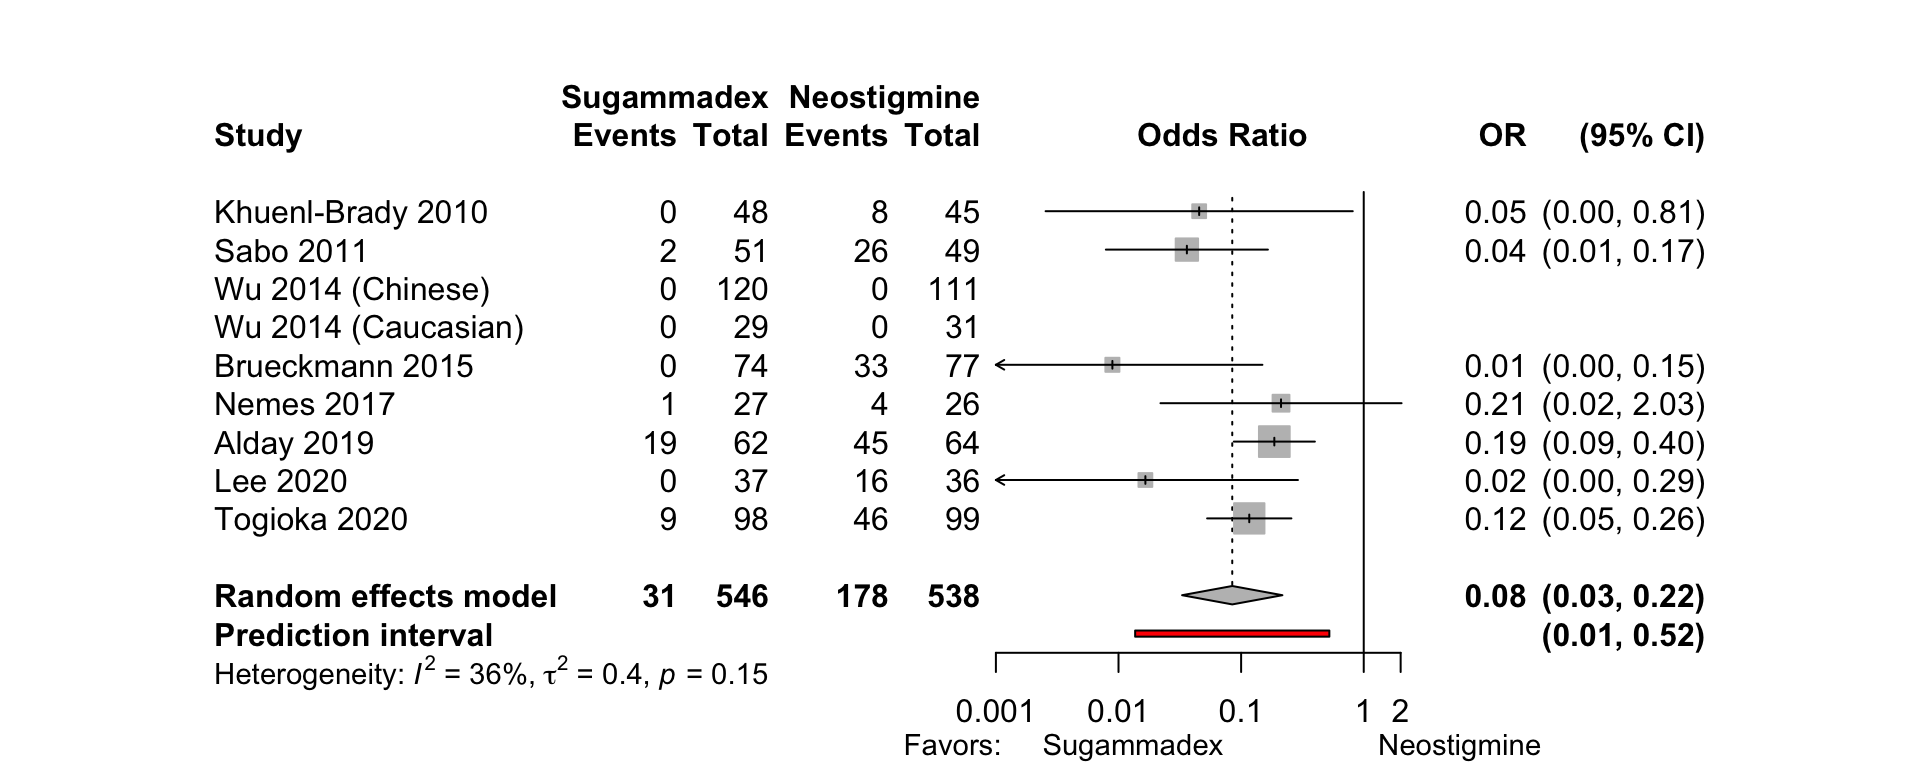 Sugammadex Neostigmine
Study Events Total Events Total Odds Ratio OR (95% CI)
Khuenl-Brady 2010 0 48 8 45 0.05 (0.00, 0.81)
Sabo 2011 2 51 26 49 0.04 (0.01, 0.17)
Wu 2014 (Chinese) 0 120 0 111
Wu 2014 (Caucasian) 0 29 0 31
Brueckmann 2015 0 74 33 77 0.01 (0.00, 0.15)
Nemes 2017 1 27 4 26 0.21 (0.02, 2.03)
Alday 2019 19 62 45 64 0.19 (0.09, 0.40)
Lee 2020 0 37 16 36 0.02 (0.00, 0.29)
Togioka 2020 9 98 46 99 0.12 (0.05, 0.26)
Random effects model 31 546 178 538 0.08 (0.03, 0.22)
Prediction interval (0.01, 0.52)
Heterogeneity: I² = 36%, τ² = 0.4, p = 0.15
0.001 0.01 0.1 1 2
Favors: Sugammadex Neostigmine